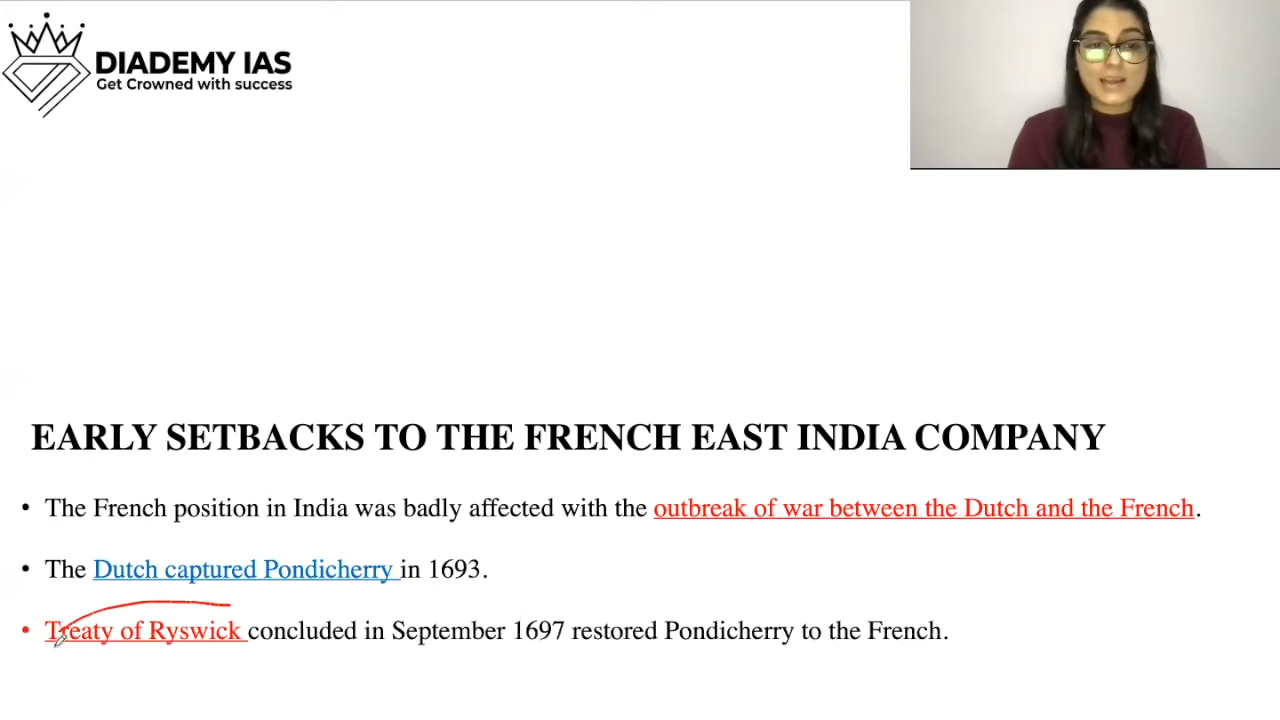 DIADEMY IAS
Get Crowned with success
EARLY SETBACKS TO THE FRENCH EAST INDIA COMPANY
• The French position in India was badly affected with the outbreak of war between the Dutch and the French.
• The Dutch captured Pondicherry in 1693.
• Treaty of Ryswick concluded in September 1697 restored Pondicherry to the French.